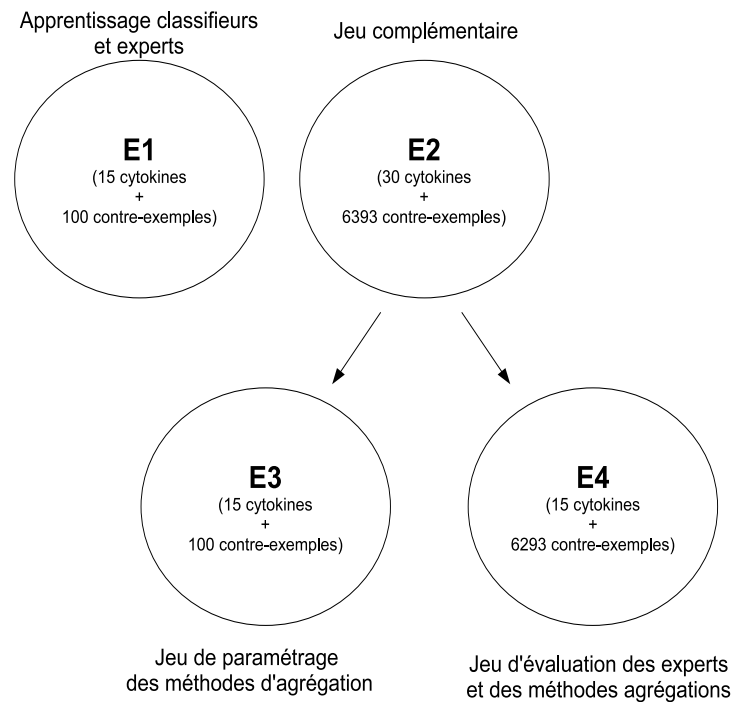 Apprentissage classifieurs
et experts
Jeu complémentaire
E1
(15 cytokines
+
100 contre-exemples)
E2
(30 cytokines
+
6393 contre-exemples)
E3
(15 cytokines
+
100 contre-exemples)
E4
(15 cytokines
+
6293 contre-exemples)
Jeu de paramétrage
des méthodes d'agrégation
Jeu d'évaluation des experts
et des méthodes agrégations